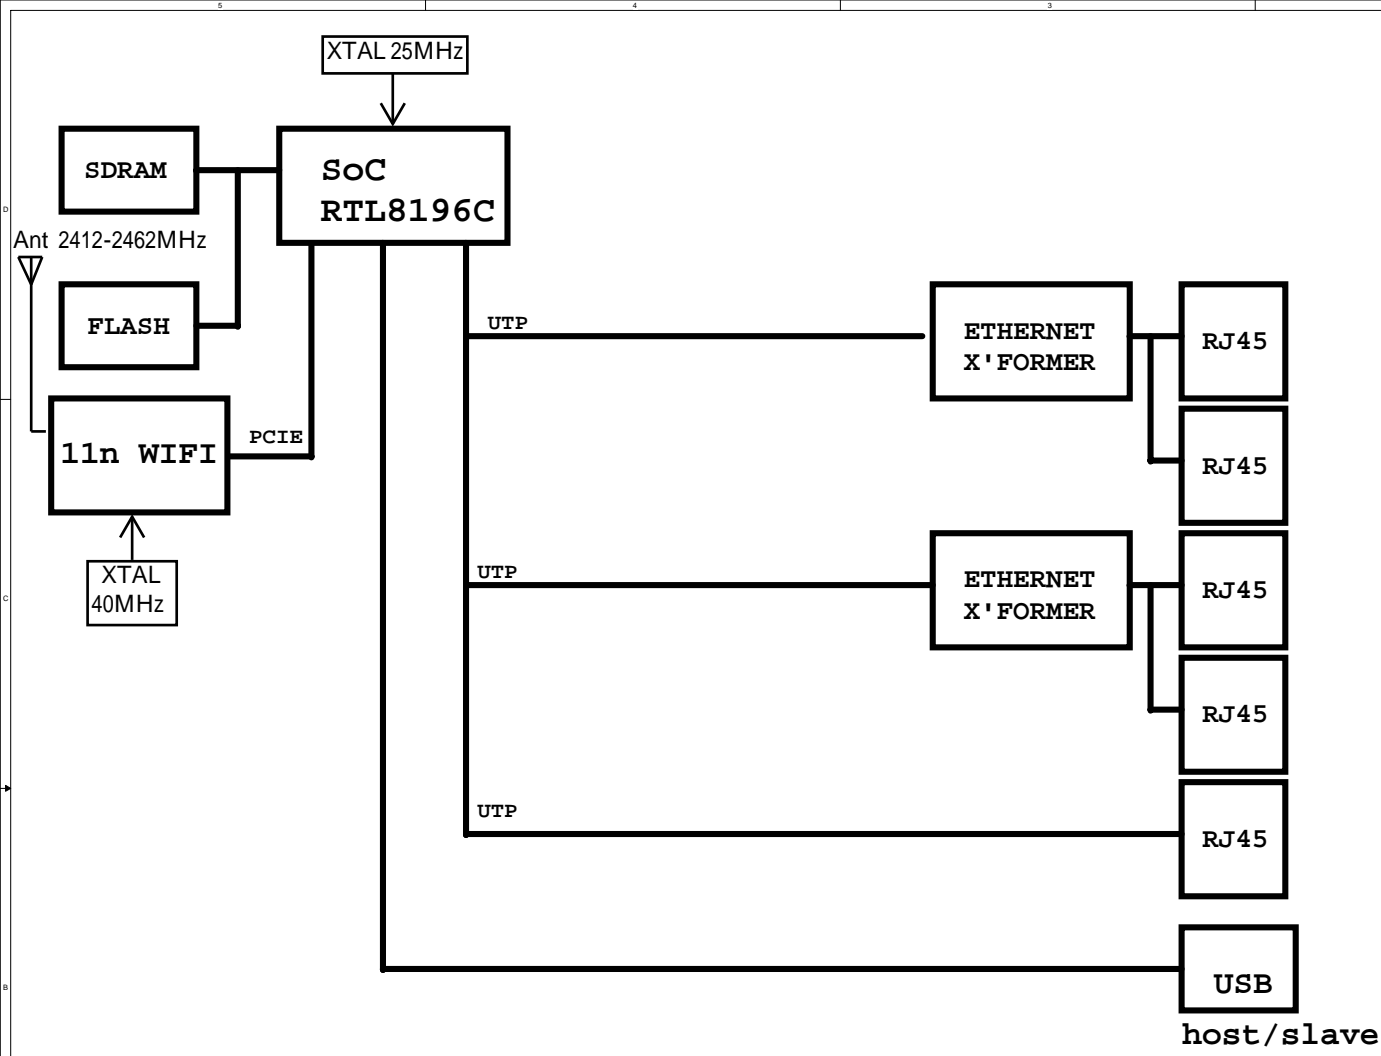 5
4
3
XTAL 25MHz
SDRAM
SoC
RTL8196C
D
Ant 2412-2462MHz
FLASH
UTP
ETHERNET
X'FORMER
RJ45
11n WIFI
PCIE
RJ45
XTAL
40MHz
UTP
ETHERNET
X'FORMER
RJ45
C
RJ45
UTP
RJ45
USB
B
host/slave